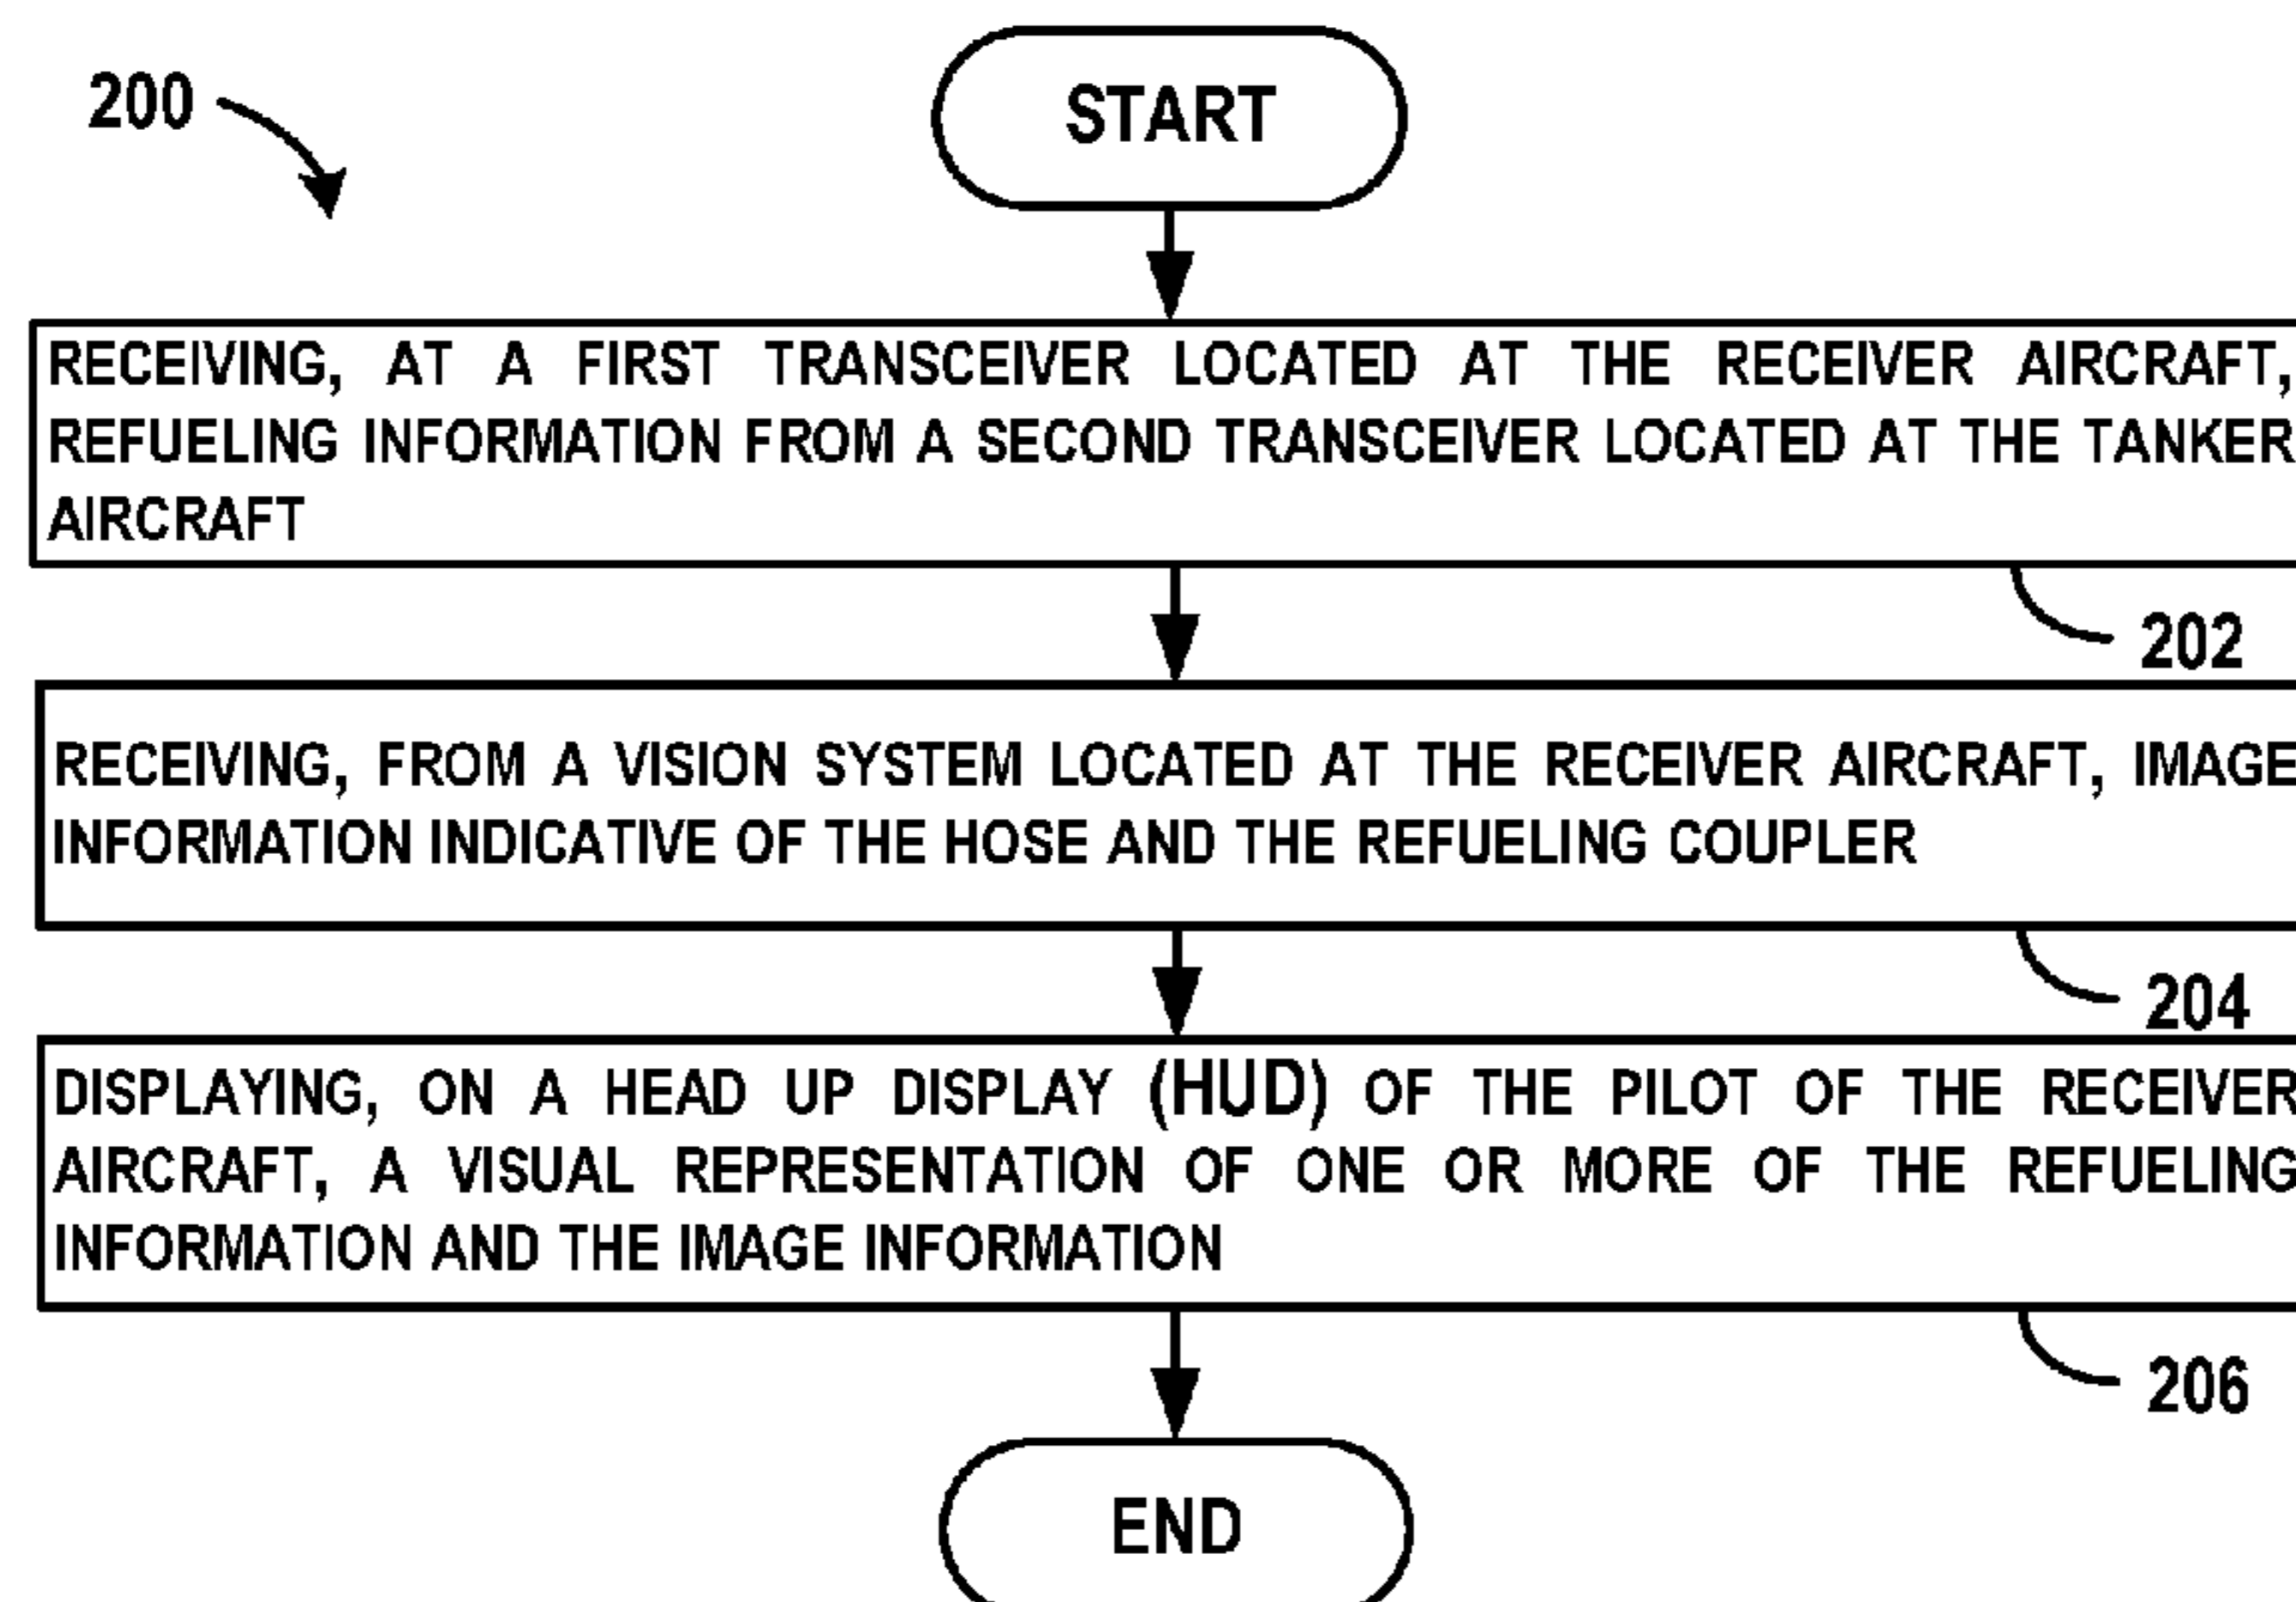 200
START
RECEIVING, AT A FIRST TRANSCEIVER LOCATED AT THE RECEIVER AIRCRAFT,
REFUELING INFORMATION FROM A SECOND TRANSCEIVER LOCATED AT THE TANKER
AIRCRAFT
202
RECEIVING, FROM A VISION SYSTEM LOCATED AT THE RECEIVER AIRCRAFT, IMAGE
INFORMATION INDICATIVE OF THE HOSE AND THE REFUELING COUPLER
204
DISPLAYING, ON A HEAD UP DISPLAY (HUD) OF THE PILOT OF THE RECEIVER
AIRCRAFT, A VISUAL REPRESENTATION OF ONE OR MORE OF THE REFUELING
INFORMATION AND THE IMAGE INFORMATION
206
END